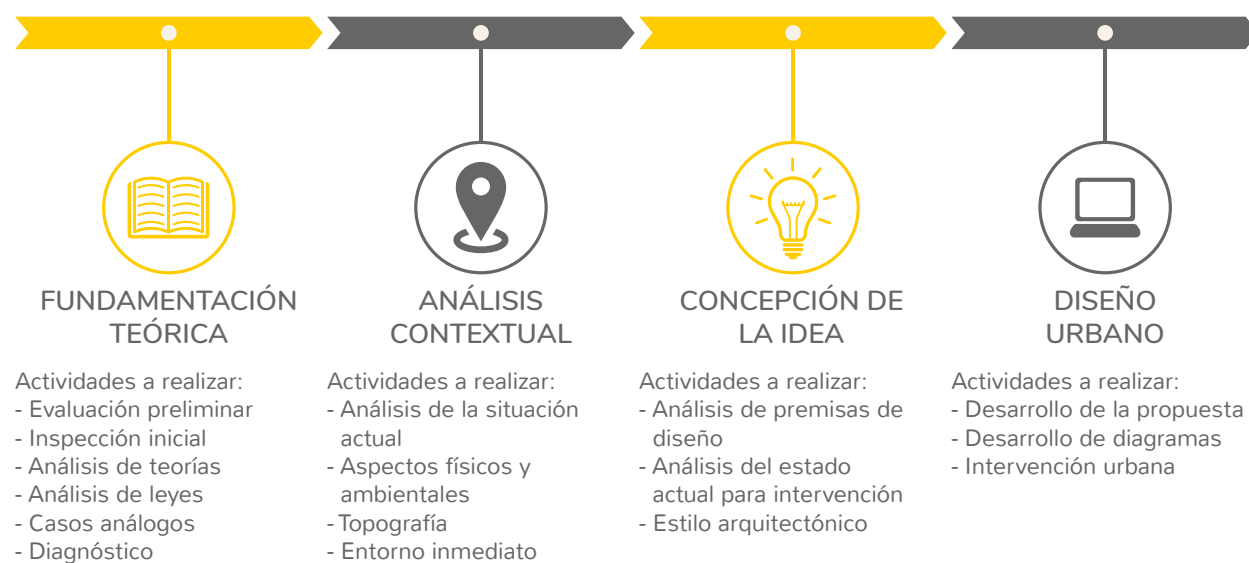 FUNDAMENTACIÓN
TEÓRICA
Actividades a realizar:
- Evaluación preliminar
- Inspección inicial
- Análisis de teorías
- Análisis de leyes
- Casos análogos
- Diagnóstico
ANÁLISIS
CONTEXTUAL
Actividades a realizar:
- Análisis de la situación
actual
- Aspectos físicos y
ambientales
- Topografía
- Entorno inmediato
CONCEPCIÓN DE
LA IDEA
Actividades a realizar:
- Análisis de premisas de
diseño
- Análisis del estado
actual para intervención
- Estilo arquitectónico
DISEÑO
URBANO
Actividades a realizar:
- Desarrollo de la propuesta
- Desarrollo de diagramas
- Intervención urbana